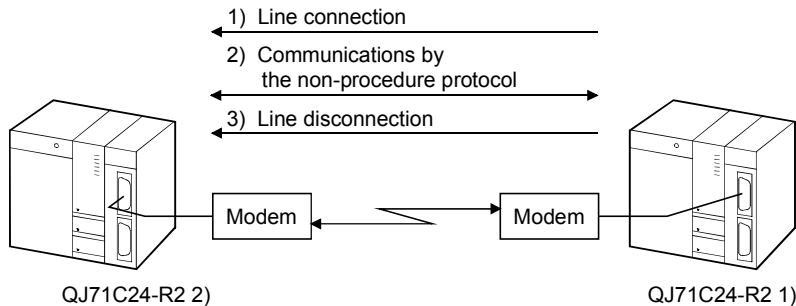 1) Line connection
2) Communications by
the non-procedure protocol
3) Line disconnection
Modem
Modem
QJ71C24-R2 2)
QJ71C24-R2 1)